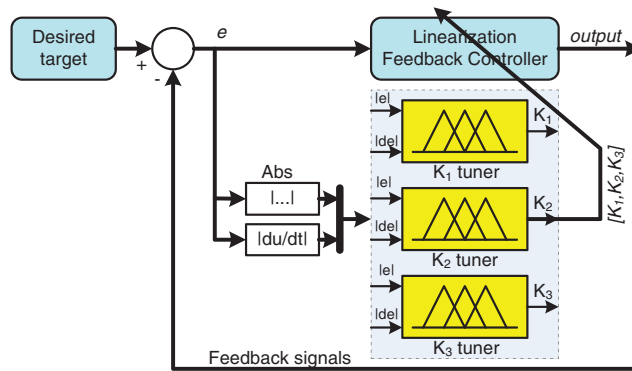 Desired
target
+
-
e
Linearization
Feedback Controller
output
|e|
|de|
K1
K1 tuner
Abs
|...|
|du/dt|
|e|
|de|
K2
K2 tuner
[K1,K2,K3]
|e|
|de|
K3
K3 tuner
Feedback signals